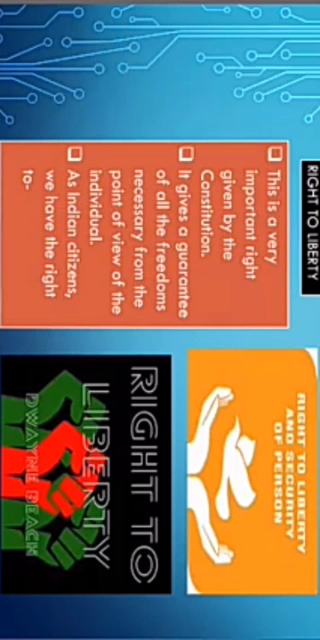 RIGHT TO LIBERTY
This is a very
important right
given by the
Constitution.
It gives a guarantee
of all the freedoms
necessary from the
point of view of the
individual.
As Indian citizens,
we have the right
to-
RIGHT TO LIBERTY
AND SECURITY
OF PERSON
RIGHT TO
LIBERTY
DWAYNE BEACH